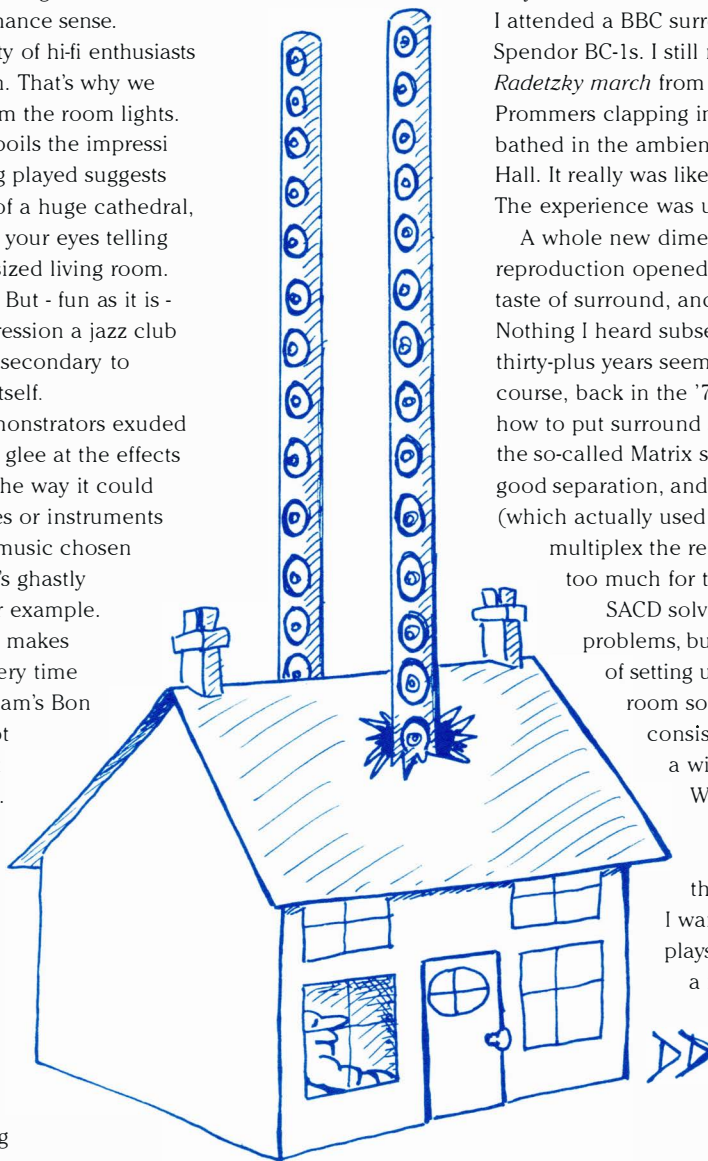 nance sense.
ty of hi-fi enthusiasts
n. That's why we
m the room lights.
poils the impressi
g played suggests
of a huge cathedral,
your eyes telling
sized living room.
But - fun as it is -
ression a jazz club
secondary to
tself.
monstrators exuded
glee at the effects
he way it could
es or instruments
music chosen
's ghastly
r example.
makes
ery time
am's Bon
ot
g
I attended a BBC surr
Spendor BC-1s. I still r
Radetzky march from
Prommers clapping in
bathed in the ambien
Hall. It really was like
The experience was u
A whole new dime
reproduction opened
taste of surround, and
Nothing I heard subse
thirty-plus years seem
course, back in the '7
how to put surround
the so-called Matrix s
good separation, and
(which actually used
multiplex the re
too much for t
SACD solv
problems, bu
of setting u
room so
consis
a wi
W
th
I wa
plays
a